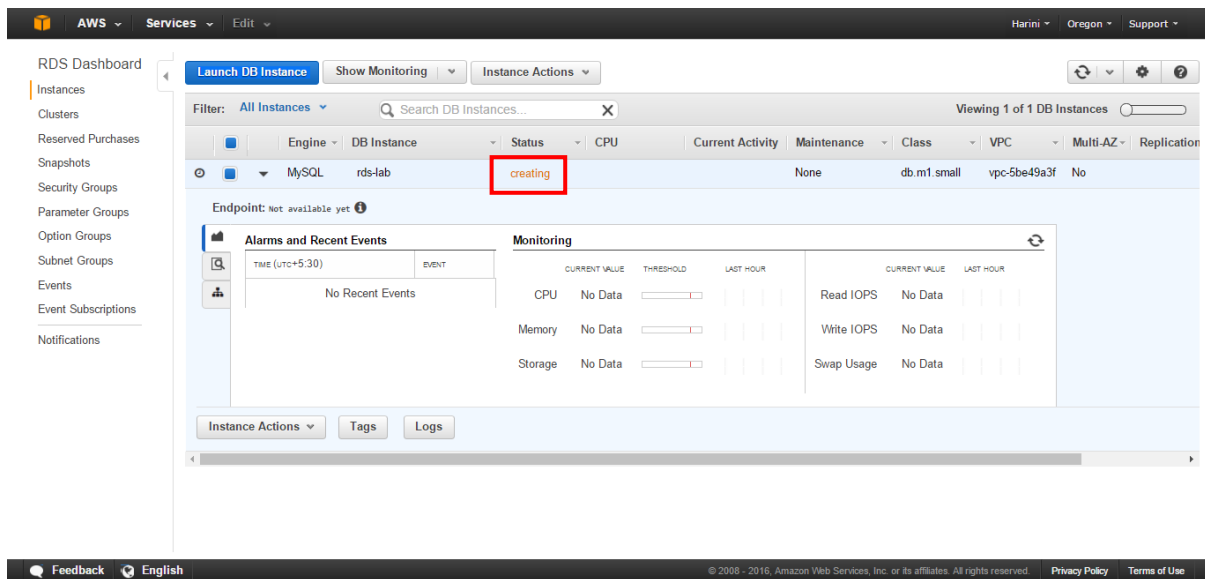 AWS Services Edit Harini Oregon Support
RDS Dashboard
Instances
Clusters
Reserved Purchases
Snapshots
Security Groups
Parameter Groups
Option Groups
Subnet Groups
Events
Event Subscriptions
Notifications
Launch DB Instance Show Monitoring Instance Actions
Filter: All Instances Search DB Instances... X Viewing 1 of 1 DB Instances
Engine DB Instance Status CPU Current Activity Maintenance Class VPC Multi-AZ Replication
MySQL rds-lab creating None db.m1.small vpc-5be49a3f No
Endpoint: Not available yet
Alarms and Recent Events Monitoring
TIME (UTC+5:30) EVENT CURRENT VALUE THRESHOLD LAST HOUR CURRENT VALUE LAST HOUR
No Recent Events CPU No Data Read IOPS No Data
Memory No Data Write IOPS No Data
Storage No Data Swap Usage No Data
Instance Actions Tags Logs
Feedback English © 2008 - 2016, Amazon Web Services, Inc. or its affiliates. All rights reserved. Privacy Policy Terms of Use